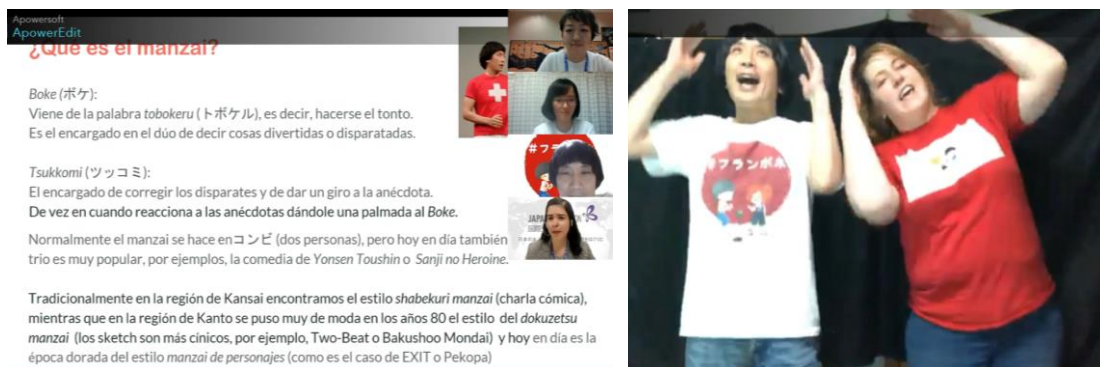 Apowersoft
ApowerEdit
¿Qué es el manzai?
Boke (ボケ):
Viene de la palabra tobokeru (トボケル), es decir, hacerse el tonto.
Es el encargado en el dúo de decir cosas divertidas o disparatadas.
Tsukkomi (ツッコミ):
El encargado de corregir los disparates y de dar un giro a la anécdota.
De vez en cuando reacciona a las anécdotas dándole una palmada al Boke.
Normalmente el manzai se hace enコンビ (dos personas), pero hoy en día también
trio es muy popular, por ejemplos, la comedia de Yonsen Toushin o Sanji no Heroine.
Tradicionalmente en la región de Kansai encontramos el estilo shabekuri manzai (charla cómica),
mientras que en la región de Kanto se puso muy de moda en los años 80 el estilo del dokuzetsu
manzai (los sketch son más cínicos, por ejemplo, Two-Beat o Bakushoo Mondai) y hoy en día es la
época dorada del estilo manzai de personajes (como es el caso de EXIT o Pekopa)
#フラ
#フランポネ